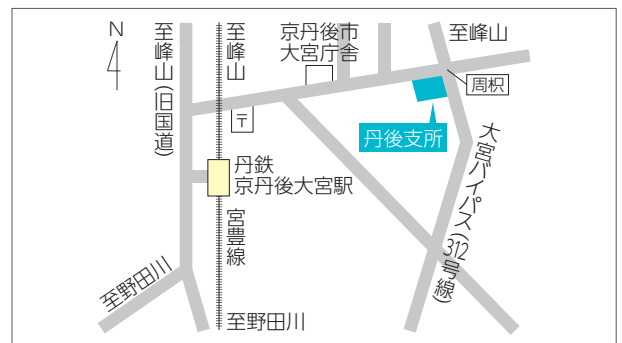 N
至峰山(旧国道)
至峰山
京丹後市
大宮庁舎
至峰山
周枳
〒
丹後支所
大宮バイパス(312号線)
丹鉄
京丹後大宮駅
宮豊線
至野田川
至野田川